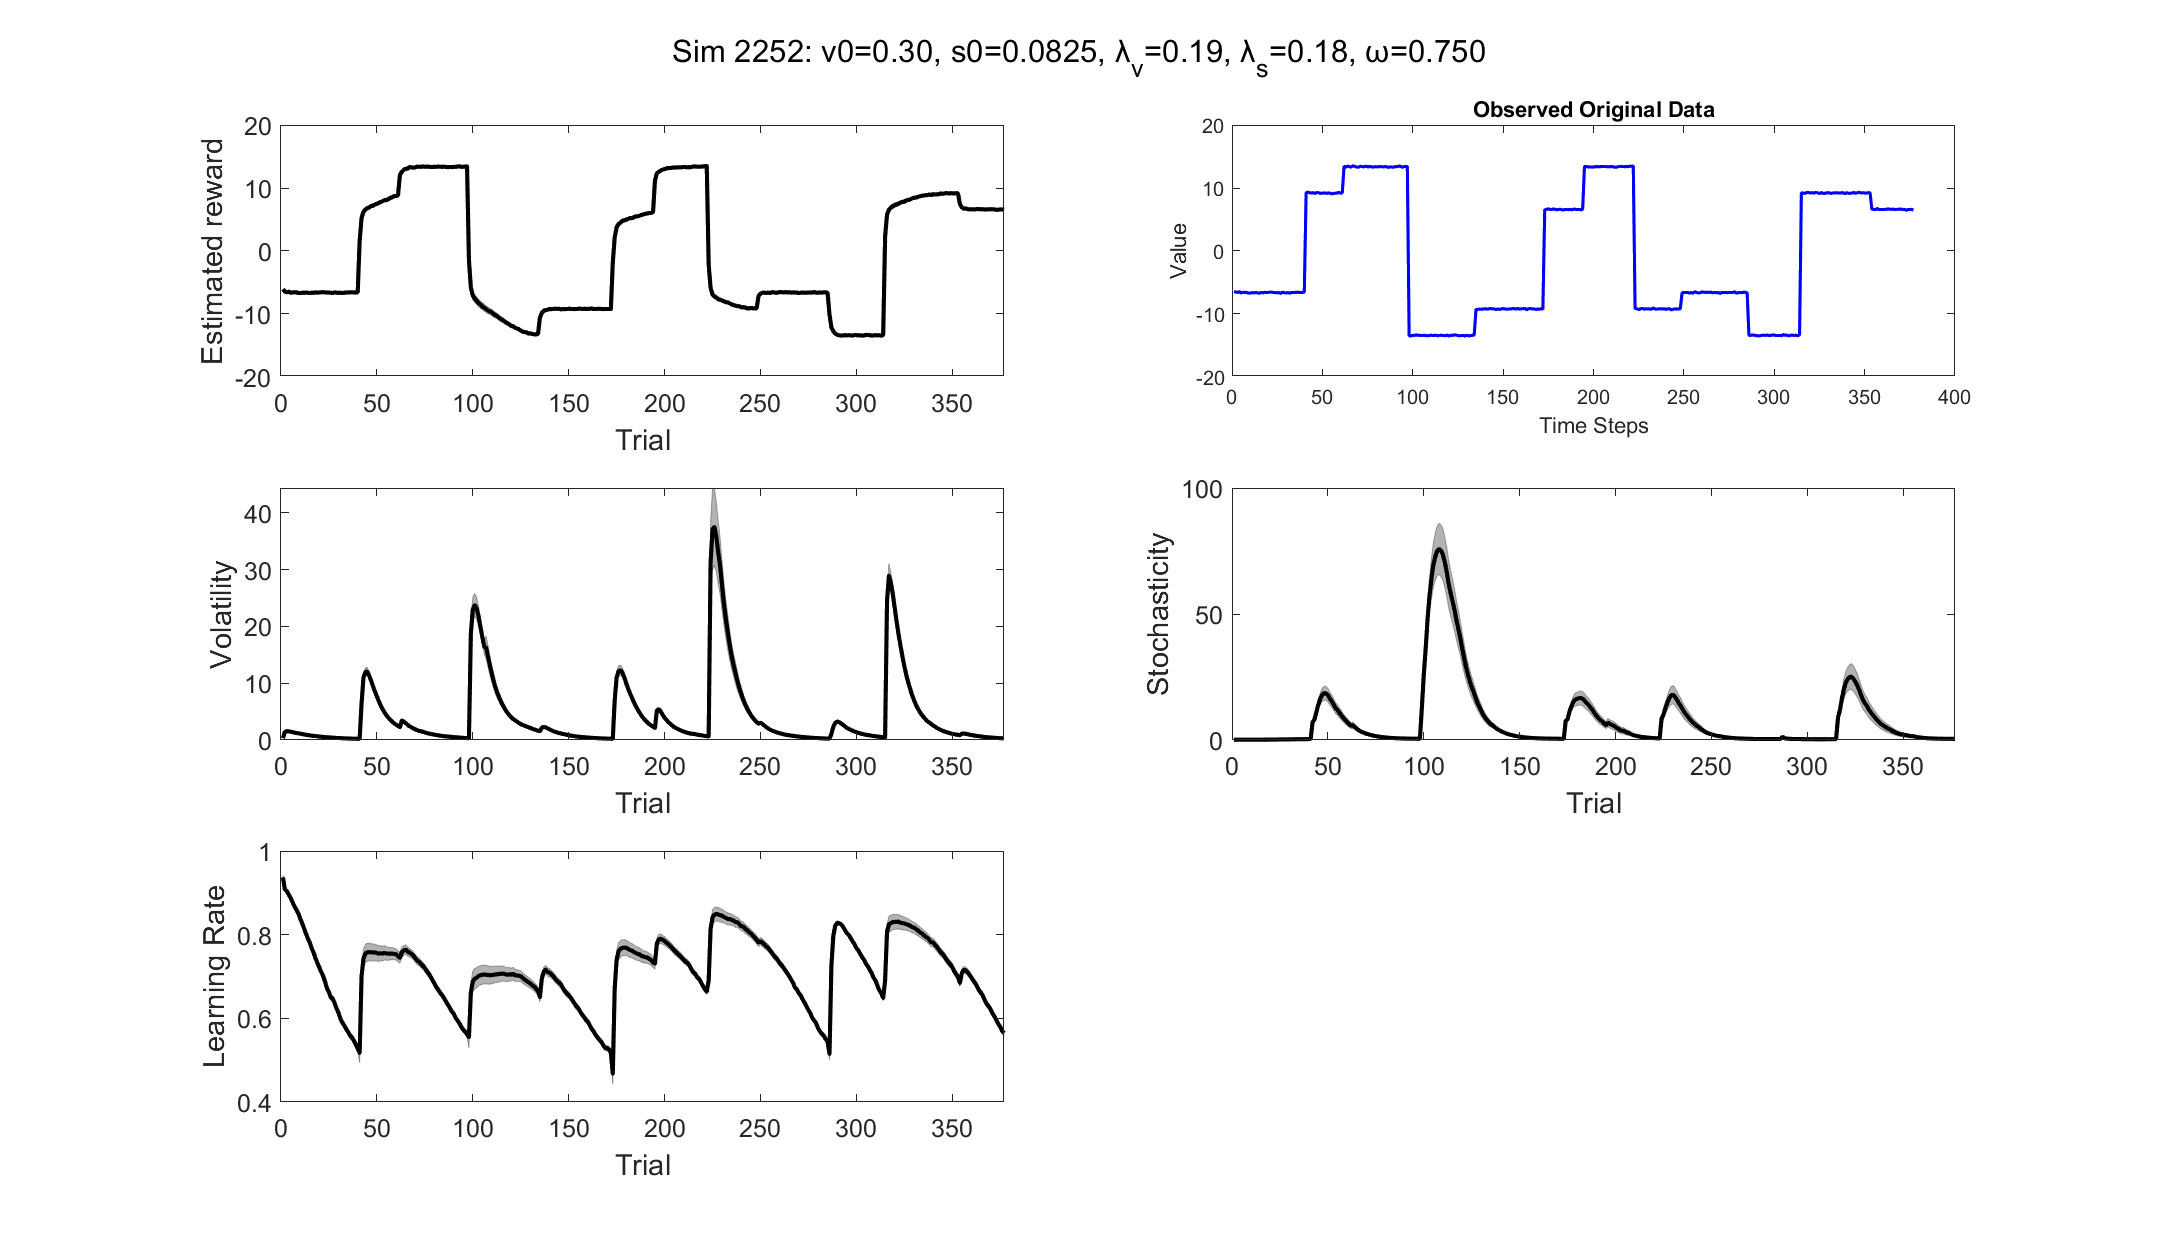 Sim 2252: v0=0.30, s0=0.0825, λ_v=0.19, λ_s=0.18, ω=0.750
Estimated reward
20
10
0
-10
-20
0 50 100 150 200 250 300 350
Trial
Observed Original Data
Value
20
10
0
-10
-20
0 50 100 150 200 250 300 350 400
Time Steps
Volatility
40
30
20
10
0
0 50 100 150 200 250 300 350
Trial
Stochasticity
100
50
0
0 50 100 150 200 250 300 350
Trial
Learning Rate
1
0.8
0.6
0.4
0 50 100 150 200 250 300 350
Trial